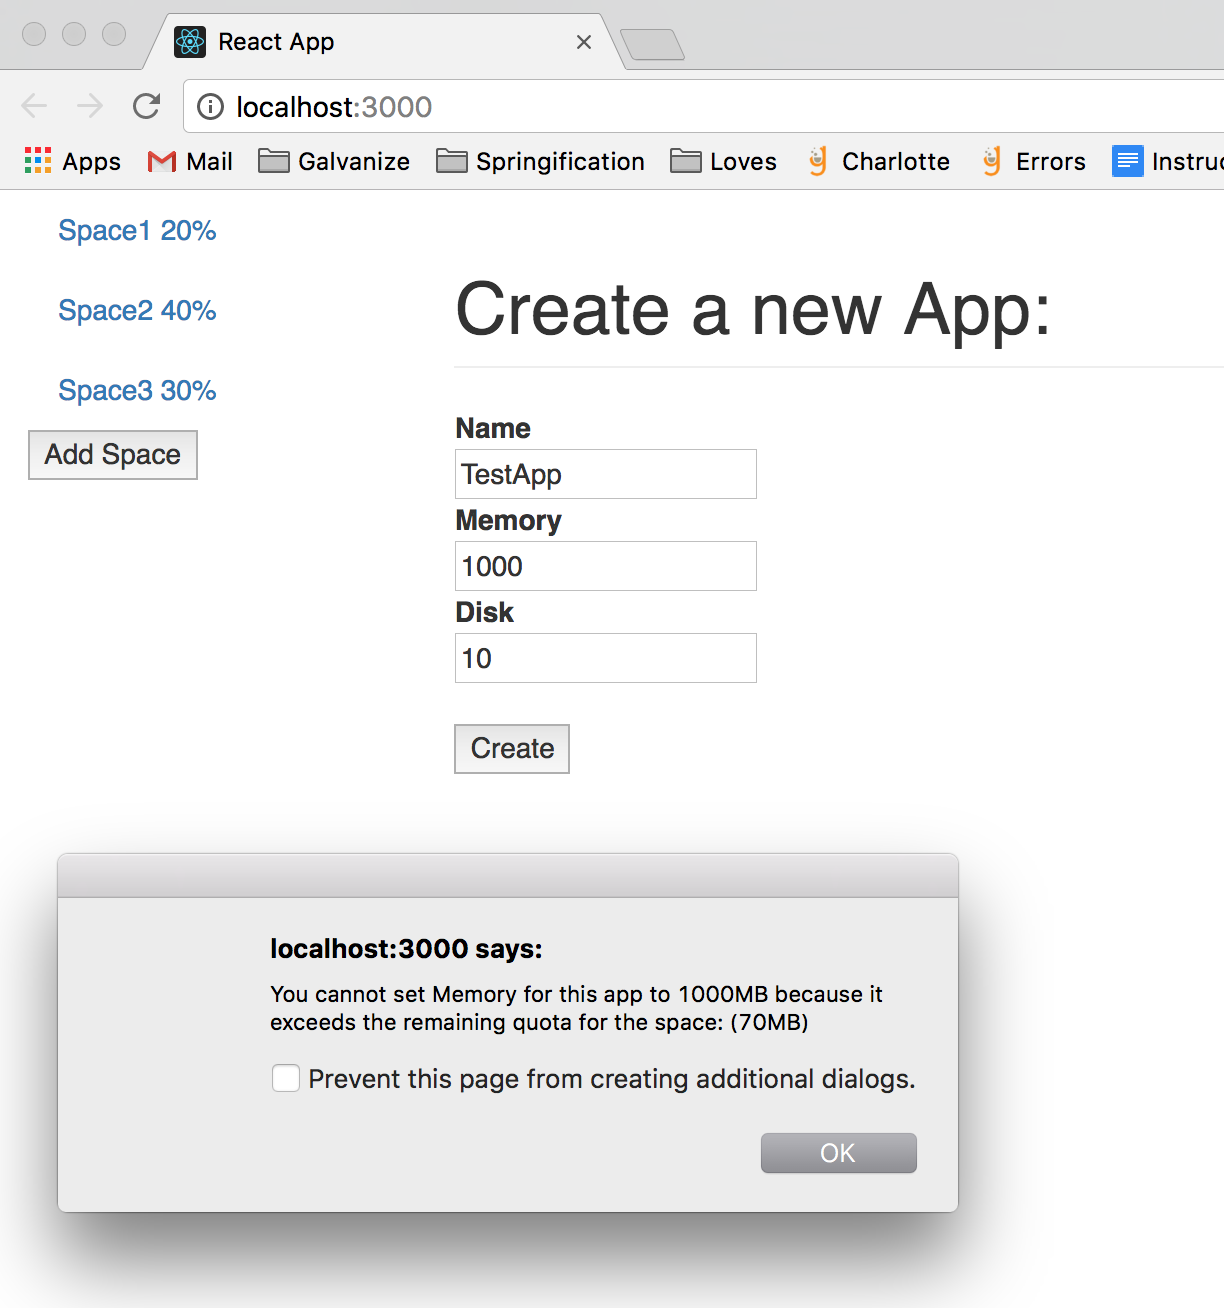 React App
localhost:3000
Apps Mail Galvanize Springification Loves Charlotte Errors
Space1 20%
Space2 40%
Space3 30%
Add Space
Create a new App:
Name
TestApp
Memory
1000
Disk
10
Create
localhost:3000 says:
You cannot set Memory for this app to 1000MB because it
exceeds the remaining quota for the space: (70MB)
Prevent this page from creating additional dialogs.
OK